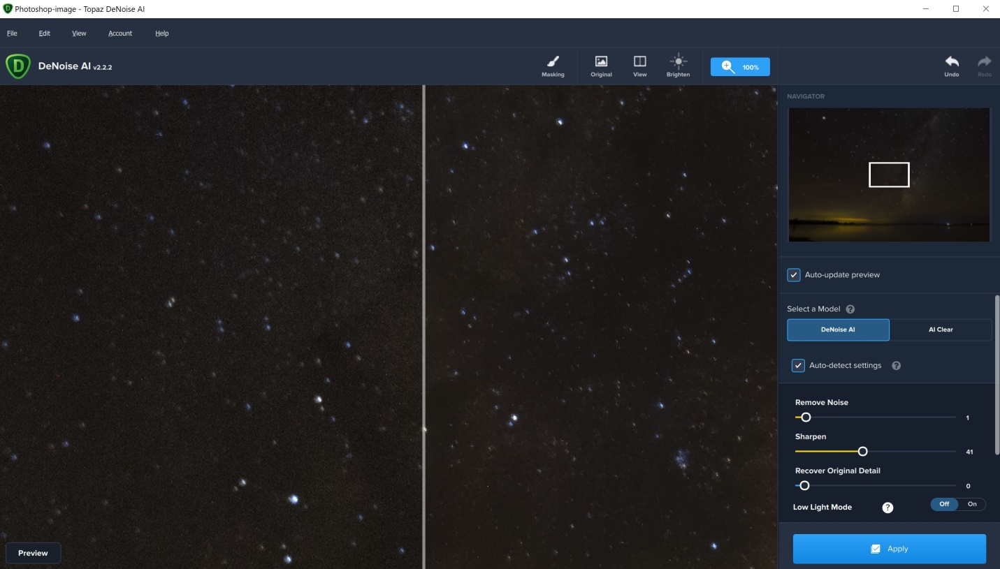 Photoshop-image - Topaz DeNoise AI
File Edit View Account Help
D DeNoise AI v2.2.2
Masking Original View Brighten 100% Undo Redo
NAVIGATOR
Auto-update preview
Select a Model ?
DeNoise AI AI Clear
Auto-detect settings ?
Remove Noise 1
Sharpen 41
Recover Original Detail 0
Low Light Mode ? Off On
Preview
Apply